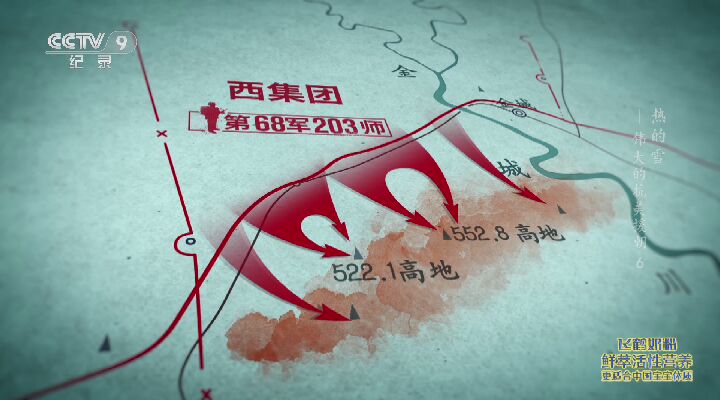 CCTV 9
纪录
西集团
第68军203师
金
金城
城
川
552.8高地
522.1高地
热的雪
—伟大的抗美援朝 6
飞鹤奶粉
鲜萃活性营养
更适合中国宝宝体质